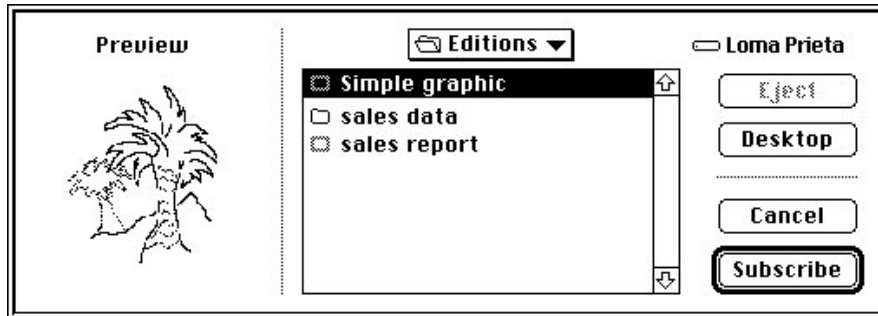 Preview
Editions
Loma Prieta
Simple graphic
sales data
sales report
Eject
Desktop
Cancel
Subscribe